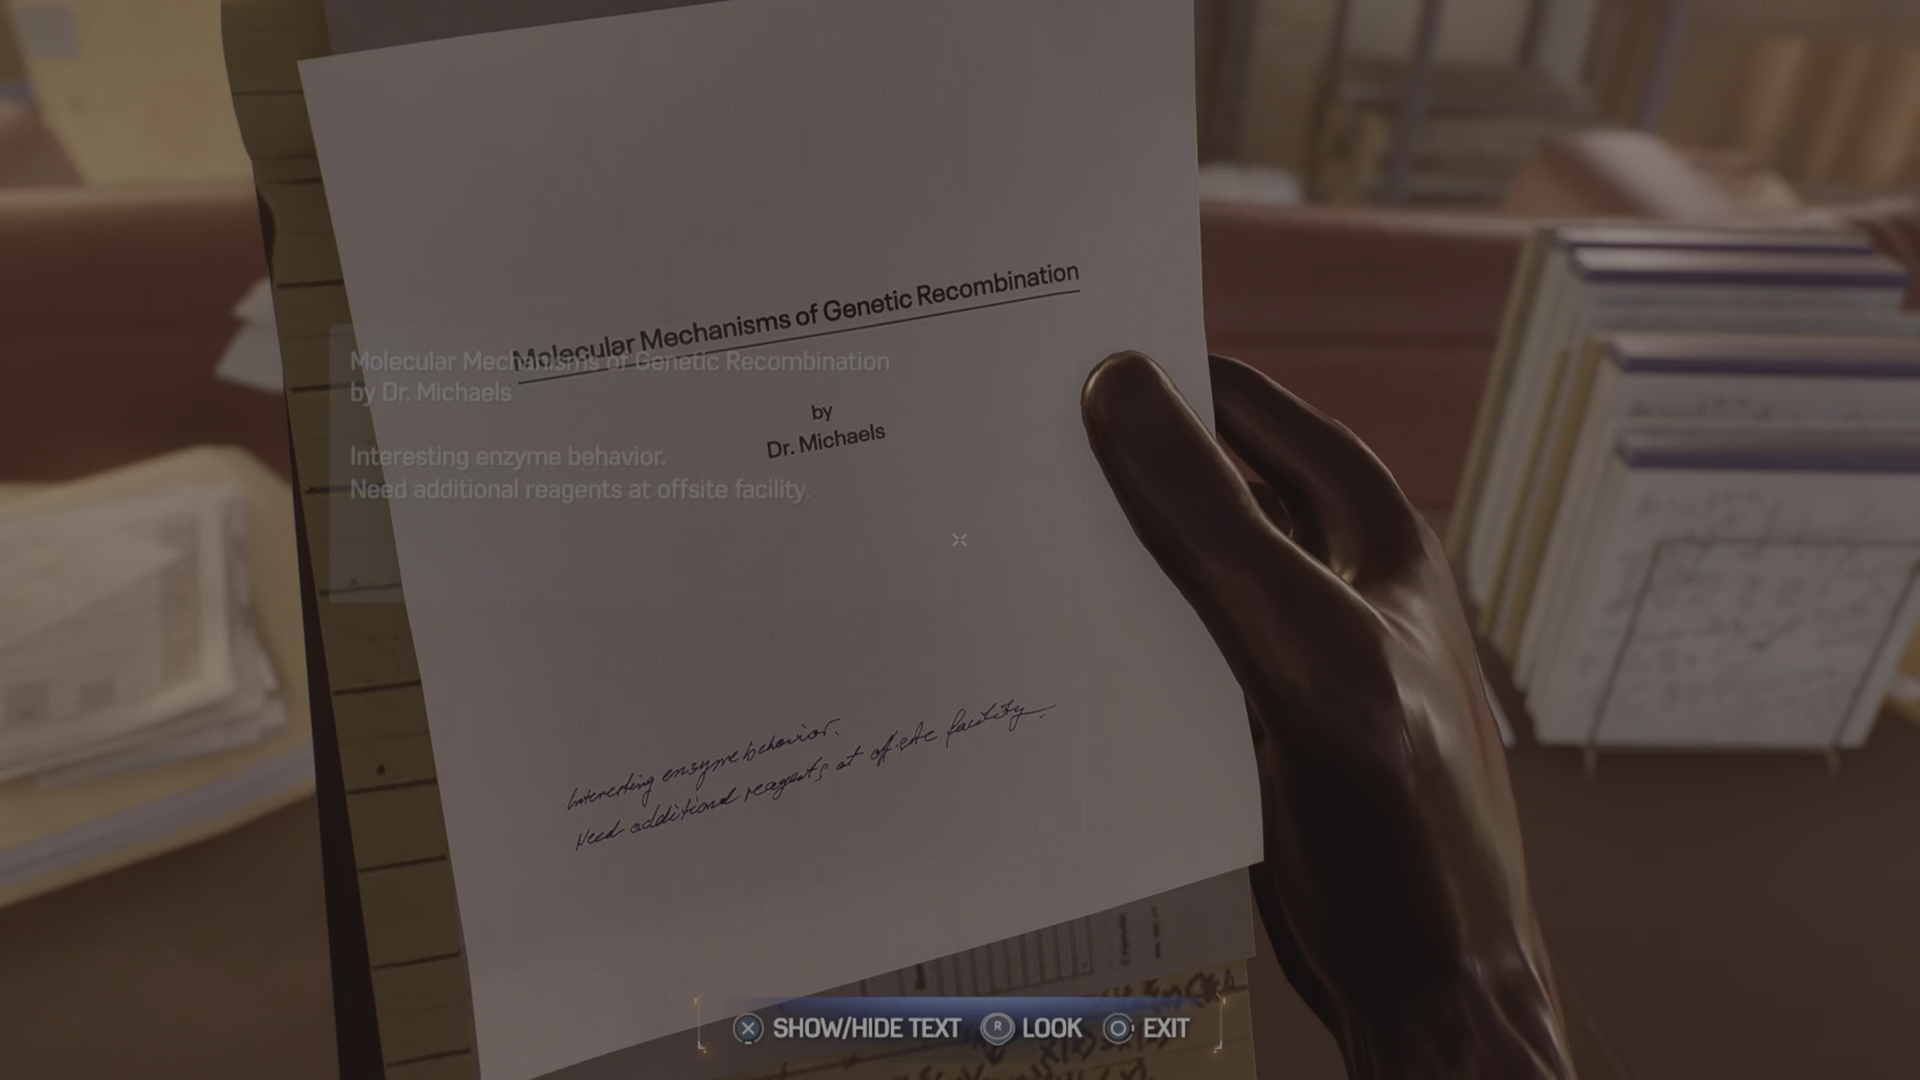 Molecular Mechanisms of Genetic Recombination
by
Dr. Michaels
Molecular Mechanisms of Genetic Recombination
by Dr. Michaels
Interesting enzyme behavior.
Need additional reagents at offsite facility.
Interesting enzyme behavior.
Need additional reagents at offsite facility.
SHOW/HIDE TEXT R LOOK EXIT